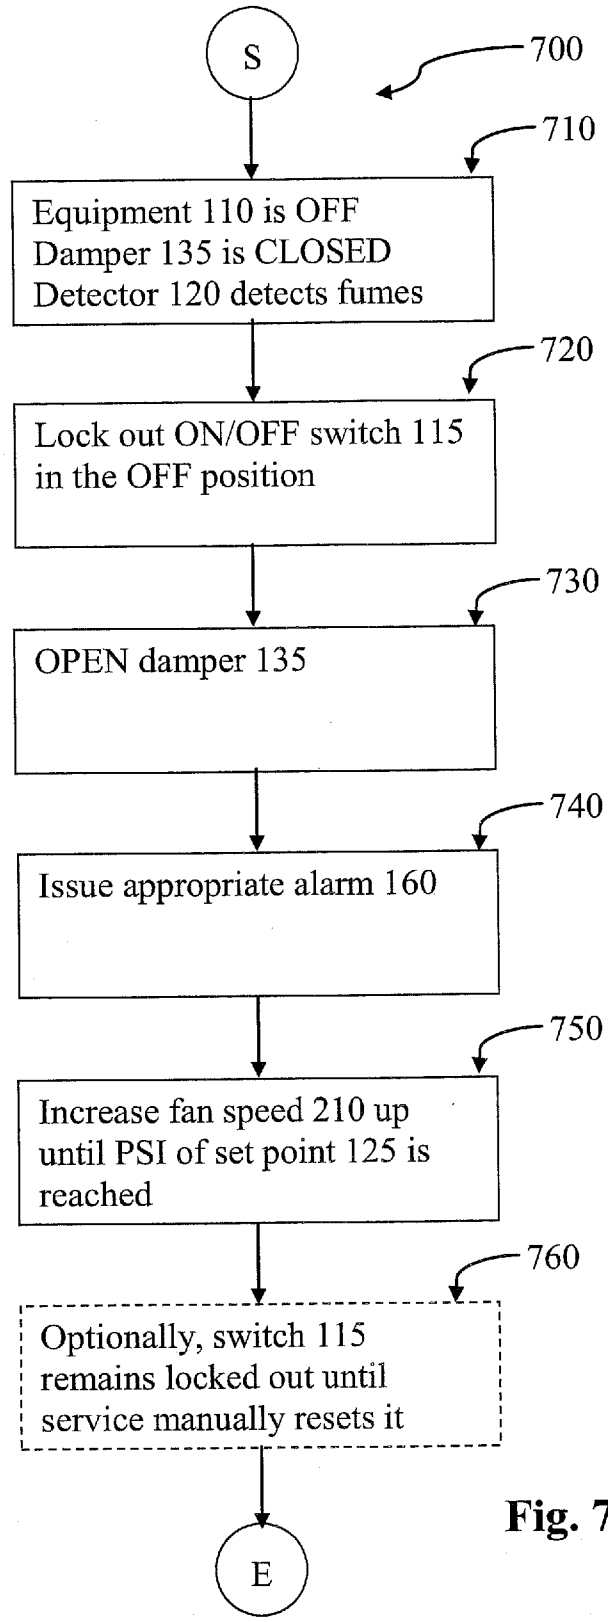 S
700
710
Equipment 110 is OFF
Damper 135 is CLOSED
Detector 120 detects fumes
720
Lock out ON/OFF switch 115
in the OFF position
730
OPEN damper 135
740
Issue appropriate alarm 160
750
Increase fan speed 210 up
until PSI of set point 125 is
reached
760
Optionally, switch 115
remains locked out until
service manually resets it
Fig. 7
E